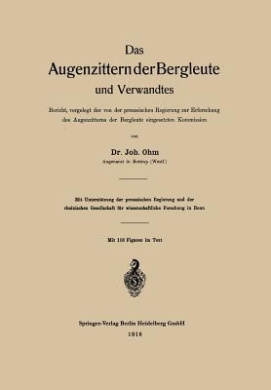 Das
Augenzittern der Bergleute
und Verwandtes
Bericht, vorgelegt der von der preussischen Regierung zur Erforschung
des Augenzitterns der Bergleute eingesetzten Kommission
von
Dr. Joh. Ohm
Augenarzt in Bottrop (Westf.)
Mit Unterstützung der preussischen Regierung und der
rheinischen Gesellschaft für wissenschaftliche Forschung in Bonn
Mit 110 Figuren im Text
Springer-Verlag Berlin Heidelberg GmbH
1916